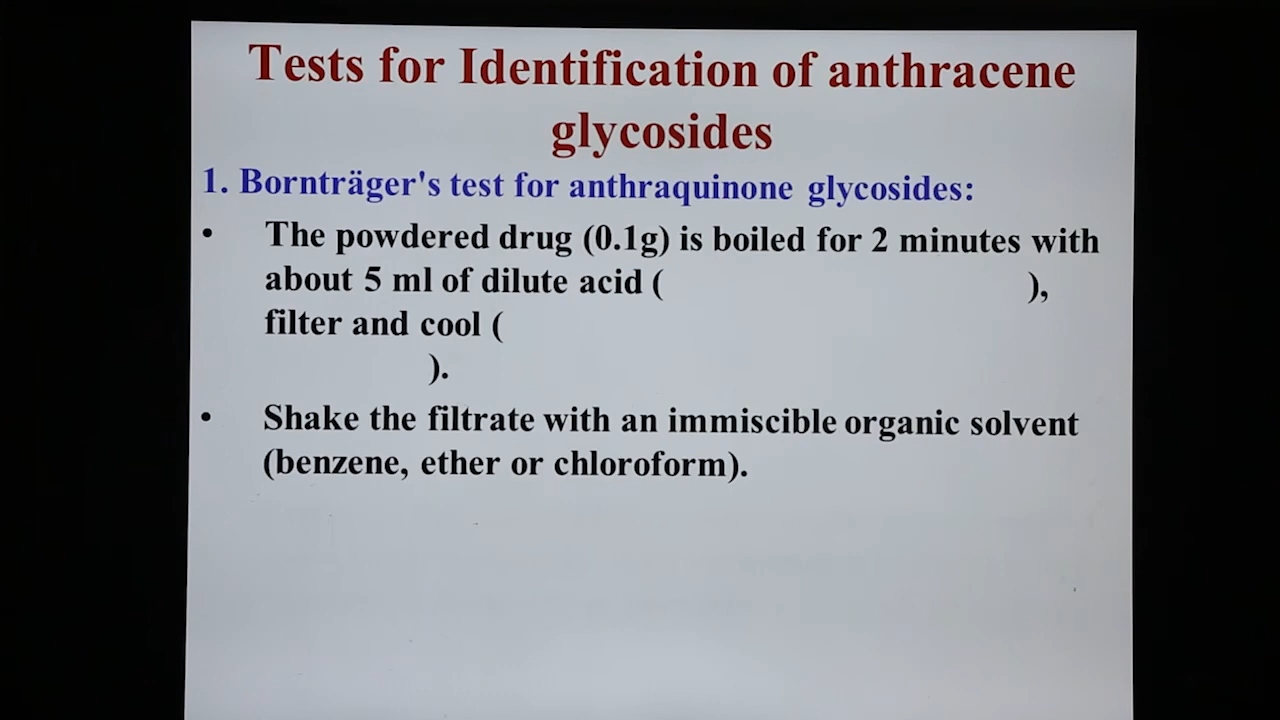 Tests for Identification of anthracene
glycosides
1. Bornträger's test for anthraquinone glycosides:
• The powdered drug (0.1g) is boiled for 2 minutes with
about 5 ml of dilute acid ( ),
filter and cool (
).
• Shake the filtrate with an immiscible organic solvent
(benzene, ether or chloroform).